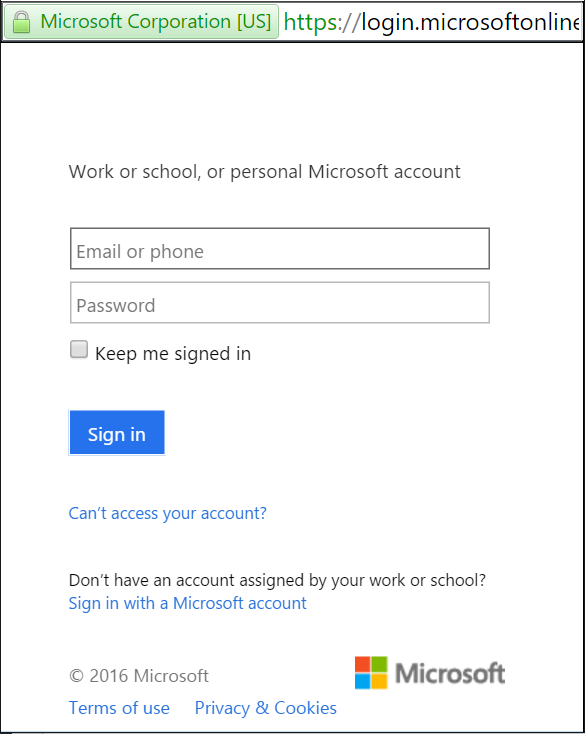 Microsoft Corporation [US] https://login.microsoftonline
Work or school, or personal Microsoft account
Email or phone
Password
Keep me signed in
Sign in
Can't access your account?
Don't have an account assigned by your work or school?
Sign in with a Microsoft account
© 2016 Microsoft
Microsoft
Terms of use Privacy & Cookies